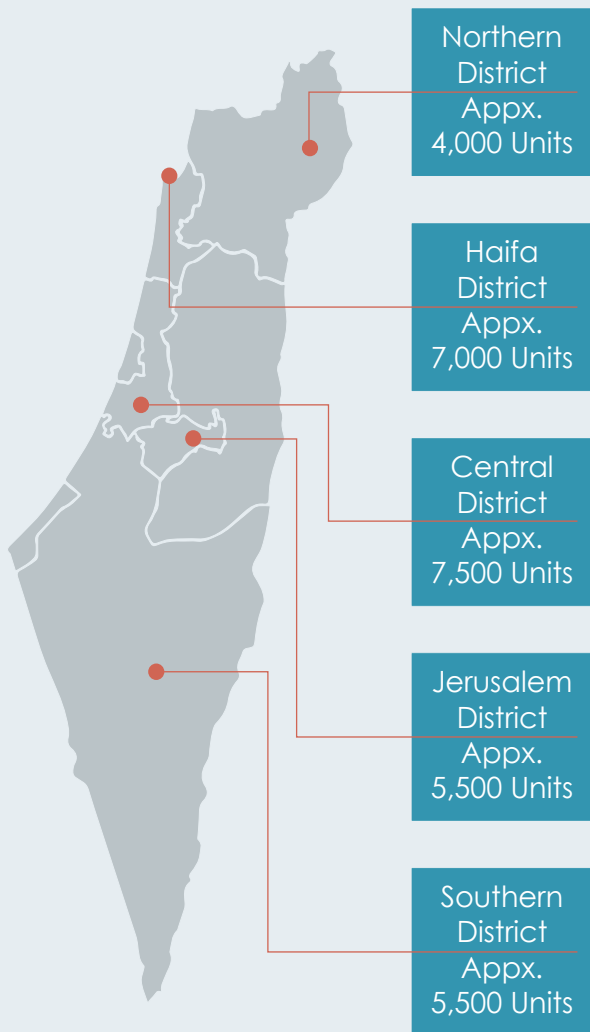 Northern
District
Appx.
4,000 Units
Haifa
District
Appx.
7,000 Units
Central
District
Appx.
7,500 Units
Jerusalem
District
Appx.
5,500 Units
Southern
District
Appx.
5,500 Units